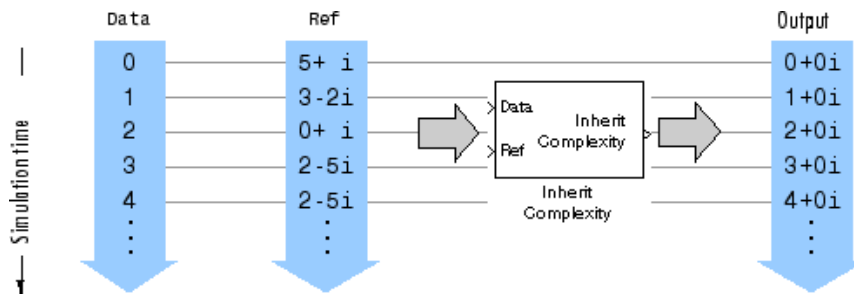 Data Ref Output
0 5+ i 0+0i
1 3-2i 1+0i
2 0+ i 2+0i
3 2-5i 3+0i
4 2-5i 4+0i
Data
Ref
Inherit
Complexity
Inherit
Complexity
Simulation time